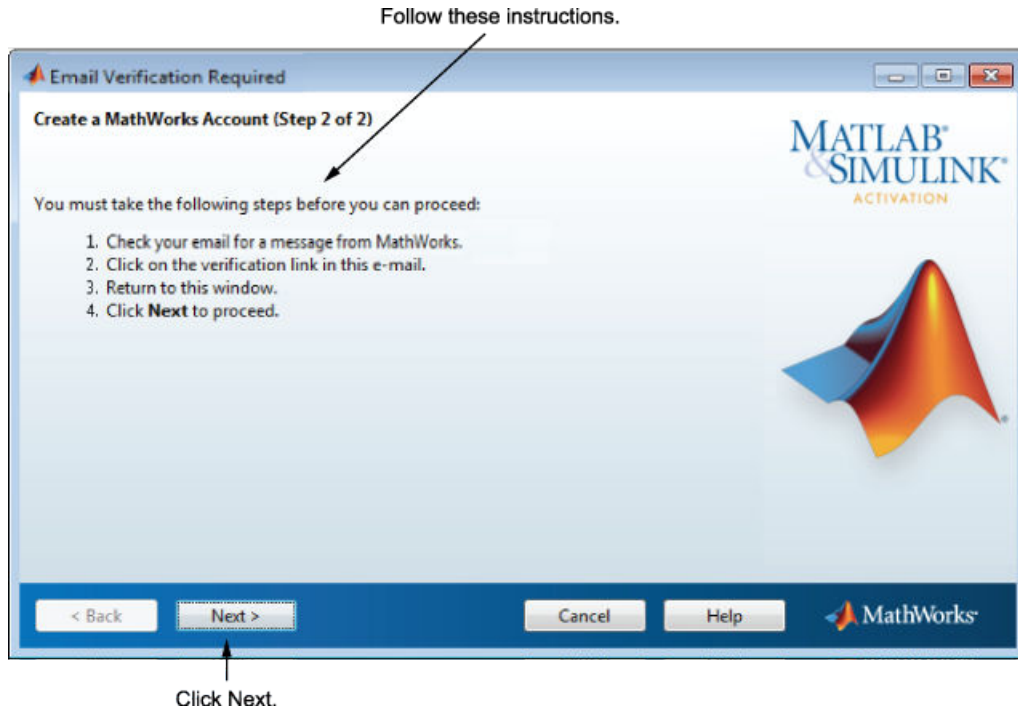 Follow these instructions.
Email Verification Required
Create a MathWorks Account (Step 2 of 2)
MATLAB®
&SIMULINK®
ACTIVATION
You must take the following steps before you can proceed:
1. Check your email for a message from MathWorks.
2. Click on the verification link in this e-mail.
3. Return to this window.
4. Click Next to proceed.
< Back Next > Cancel Help MathWorks®
Click Next.